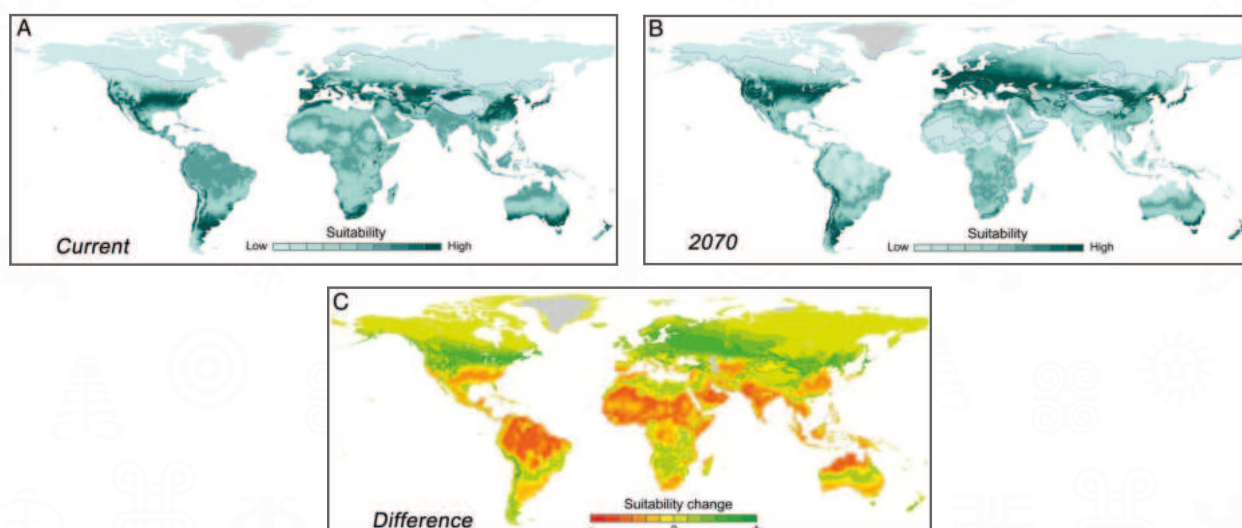 A
Suitability
Low
High
Current
B
Suitability
Low
High
2070
C
Suitability change
Difference